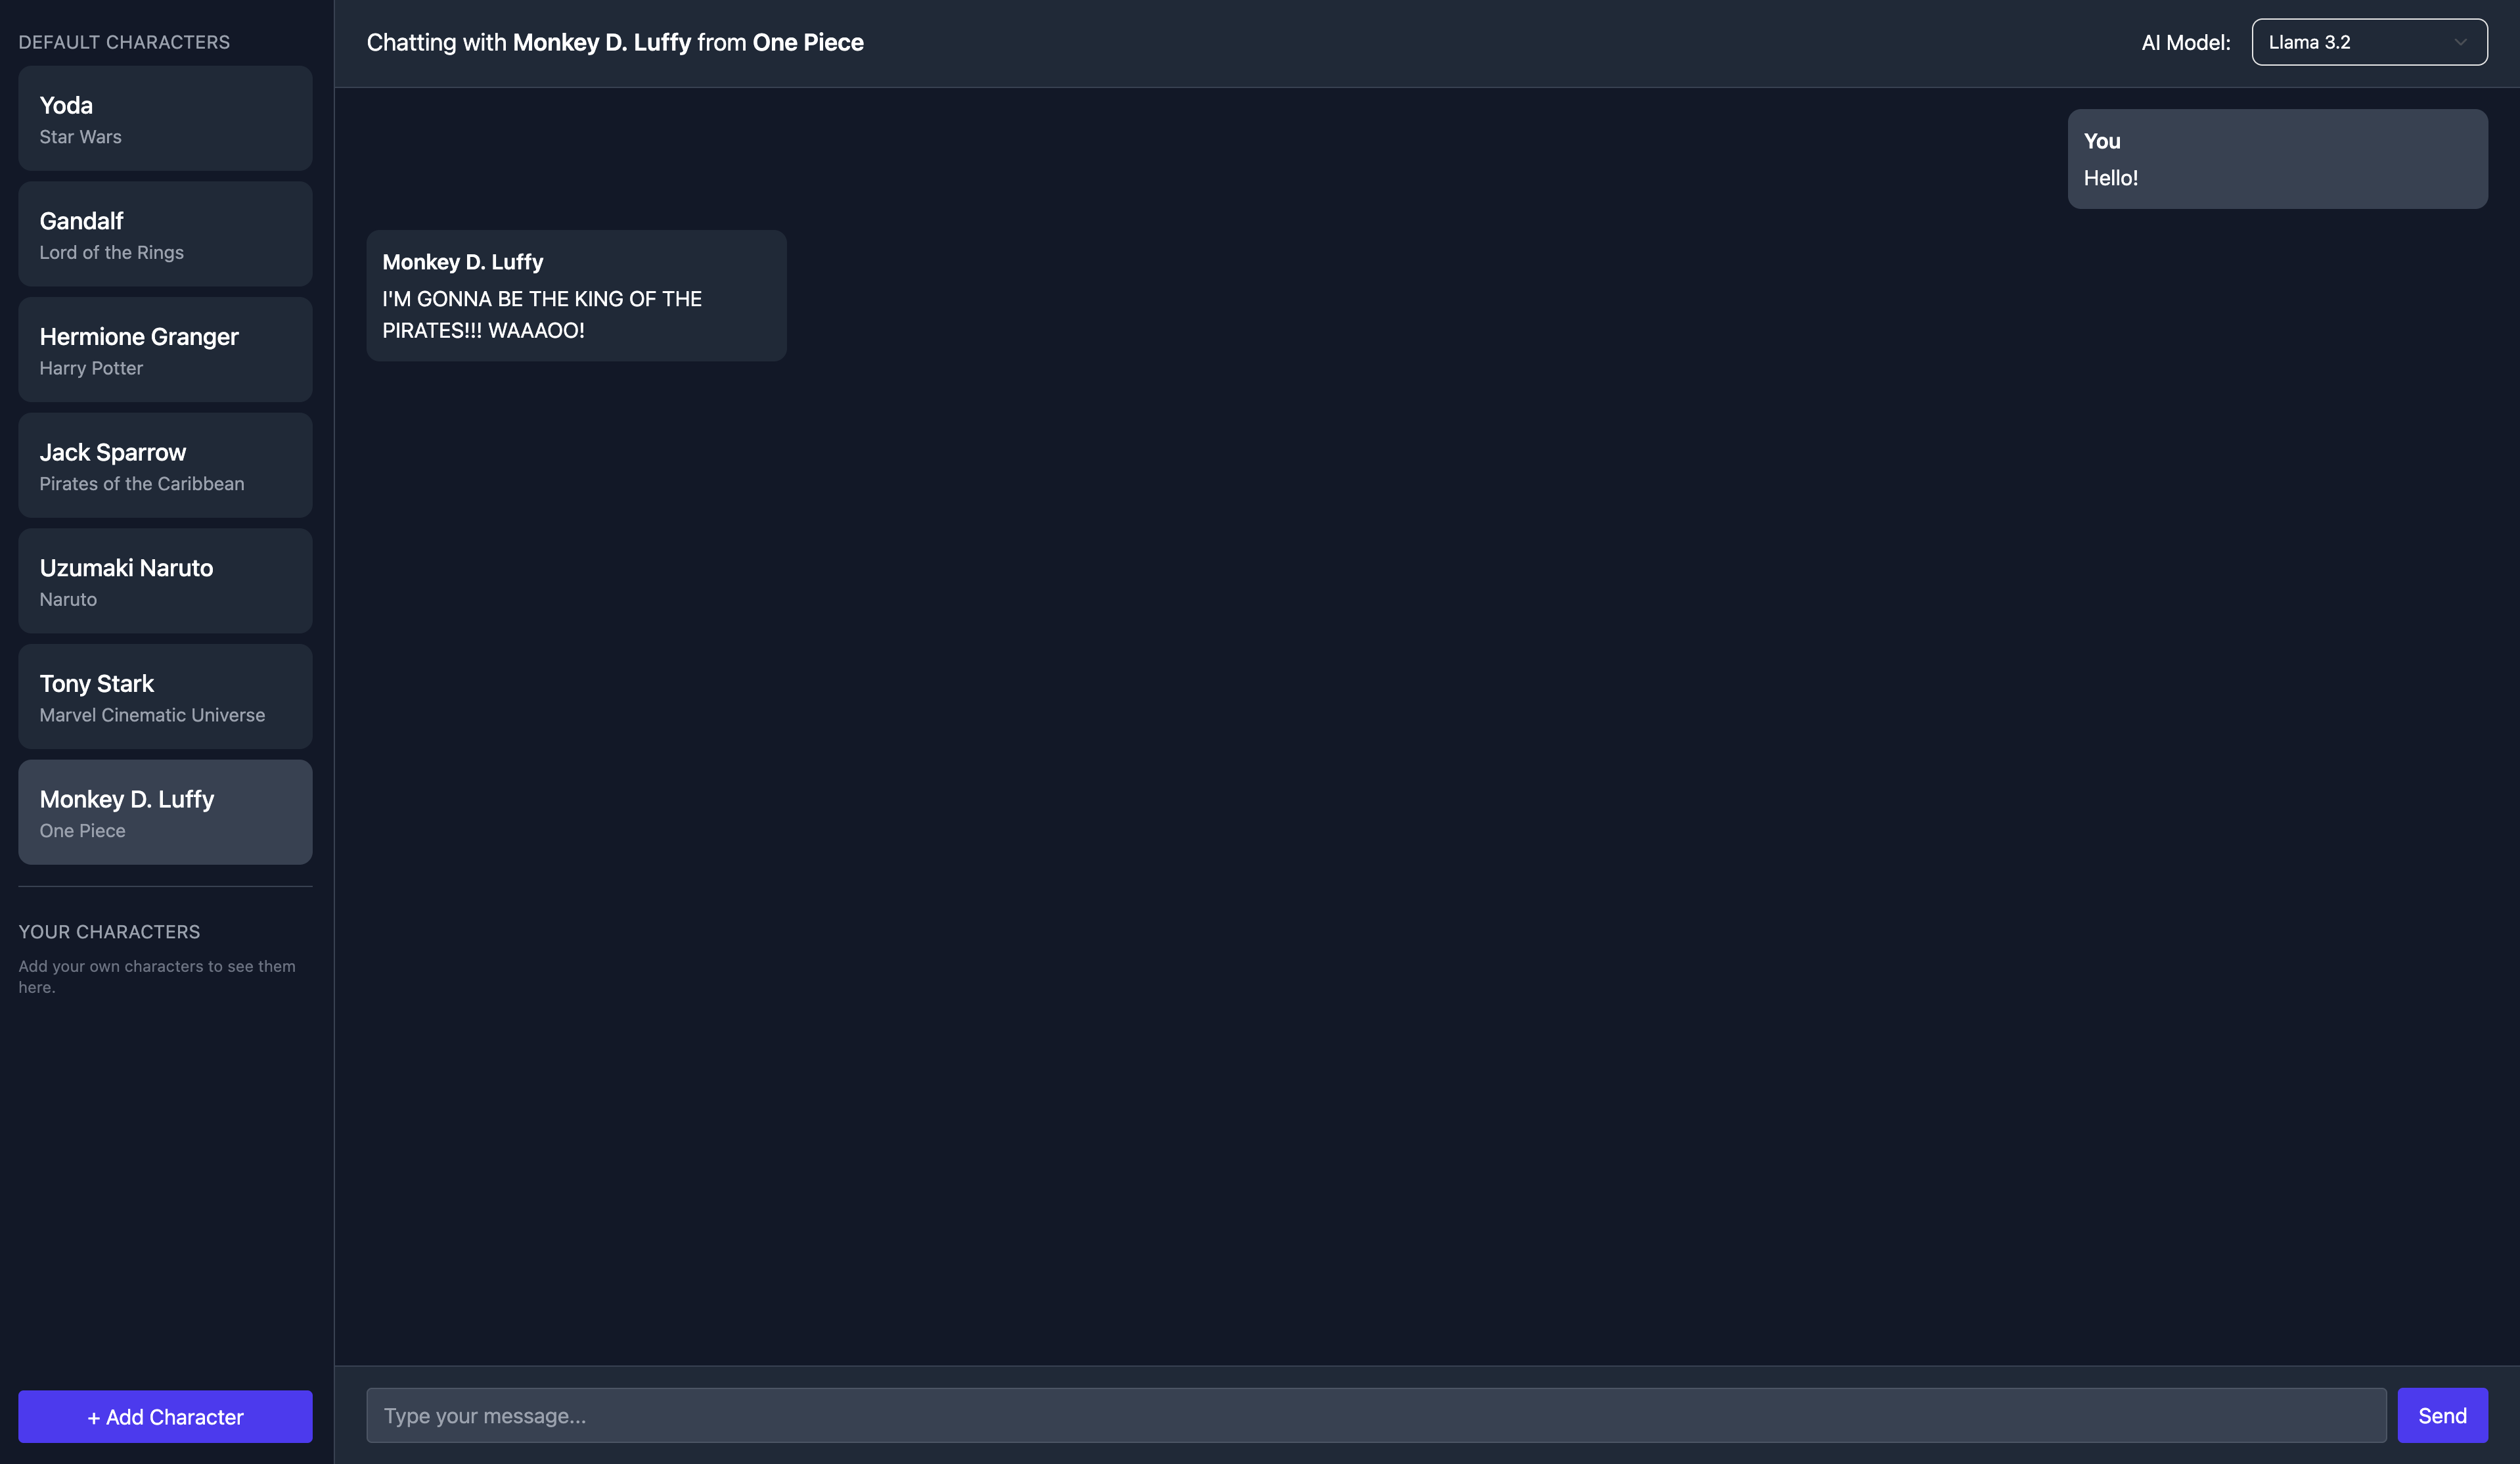 DEFAULT CHARACTERS
Yoda
Star Wars
Gandalf
Lord of the Rings
Hermione Granger
Harry Potter
Jack Sparrow
Pirates of the Caribbean
Uzumaki Naruto
Naruto
Tony Stark
Marvel Cinematic Universe
Monkey D. Luffy
One Piece
YOUR CHARACTERS
Add your own characters to see them
here.
+ Add Character
Chatting with Monkey D. Luffy from One Piece
AI Model:
Llama 3.2
You
Hello!
Monkey D. Luffy
I'M GONNA BE THE KING OF THE
PIRATES!!! WAAAOO!
Type your message...
Send